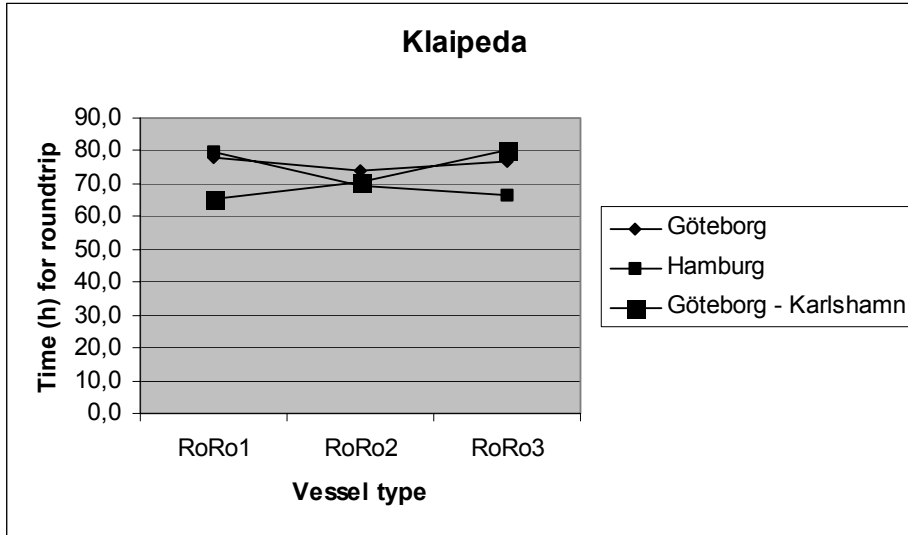 Klaipeda
Time (h) for roundtrip
90,0
80,0
70,0
60,0
50,0
40,0
30,0
20,0
10,0
0,0
RoRo1 RoRo2 RoRo3
Vessel type
Göteborg
Hamburg
Göteborg - Karlshamn